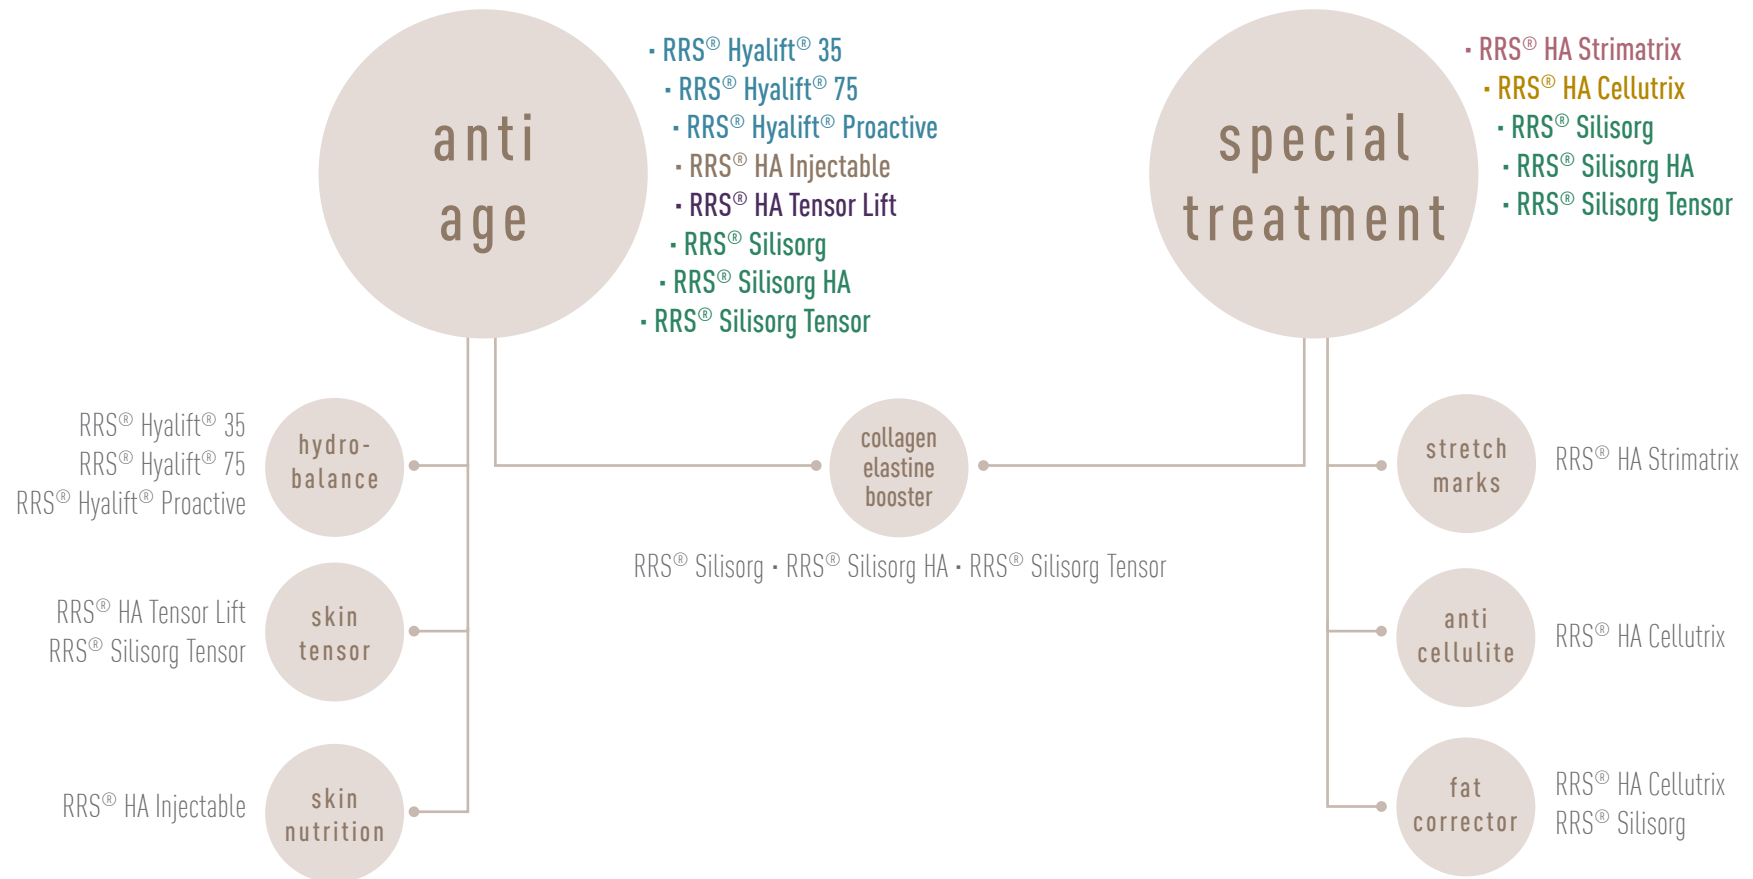 anti
age
· RRS® Hyalift® 35
· RRS® Hyalift® 75
· RRS® Hyalift® Proactive
· RRS® HA Injectable
· RRS® HA Tensor Lift
· RRS® Silisorg
· RRS® Silisorg HA
· RRS® Silisorg Tensor
special
treatment
· RRS® HA Strimatrix
· RRS® HA Cellutrix
· RRS® Silisorg
· RRS® Silisorg HA
· RRS® Silisorg Tensor
RRS® Hyalift® 35
RRS® Hyalift® 75
RRS® Hyalift® Proactive
hydro-
balance
RRS® HA Tensor Lift
RRS® Silisorg Tensor
skin
tensor
RRS® HA Injectable
skin
nutrition
collagen
elastine
booster
RRS® Silisorg · RRS® Silisorg HA · RRS® Silisorg Tensor
stretch
marks
RRS® HA Strimatrix
anti
cellulite
RRS® HA Cellutrix
fat
corrector
RRS® HA Cellutrix
RRS® Silisorg